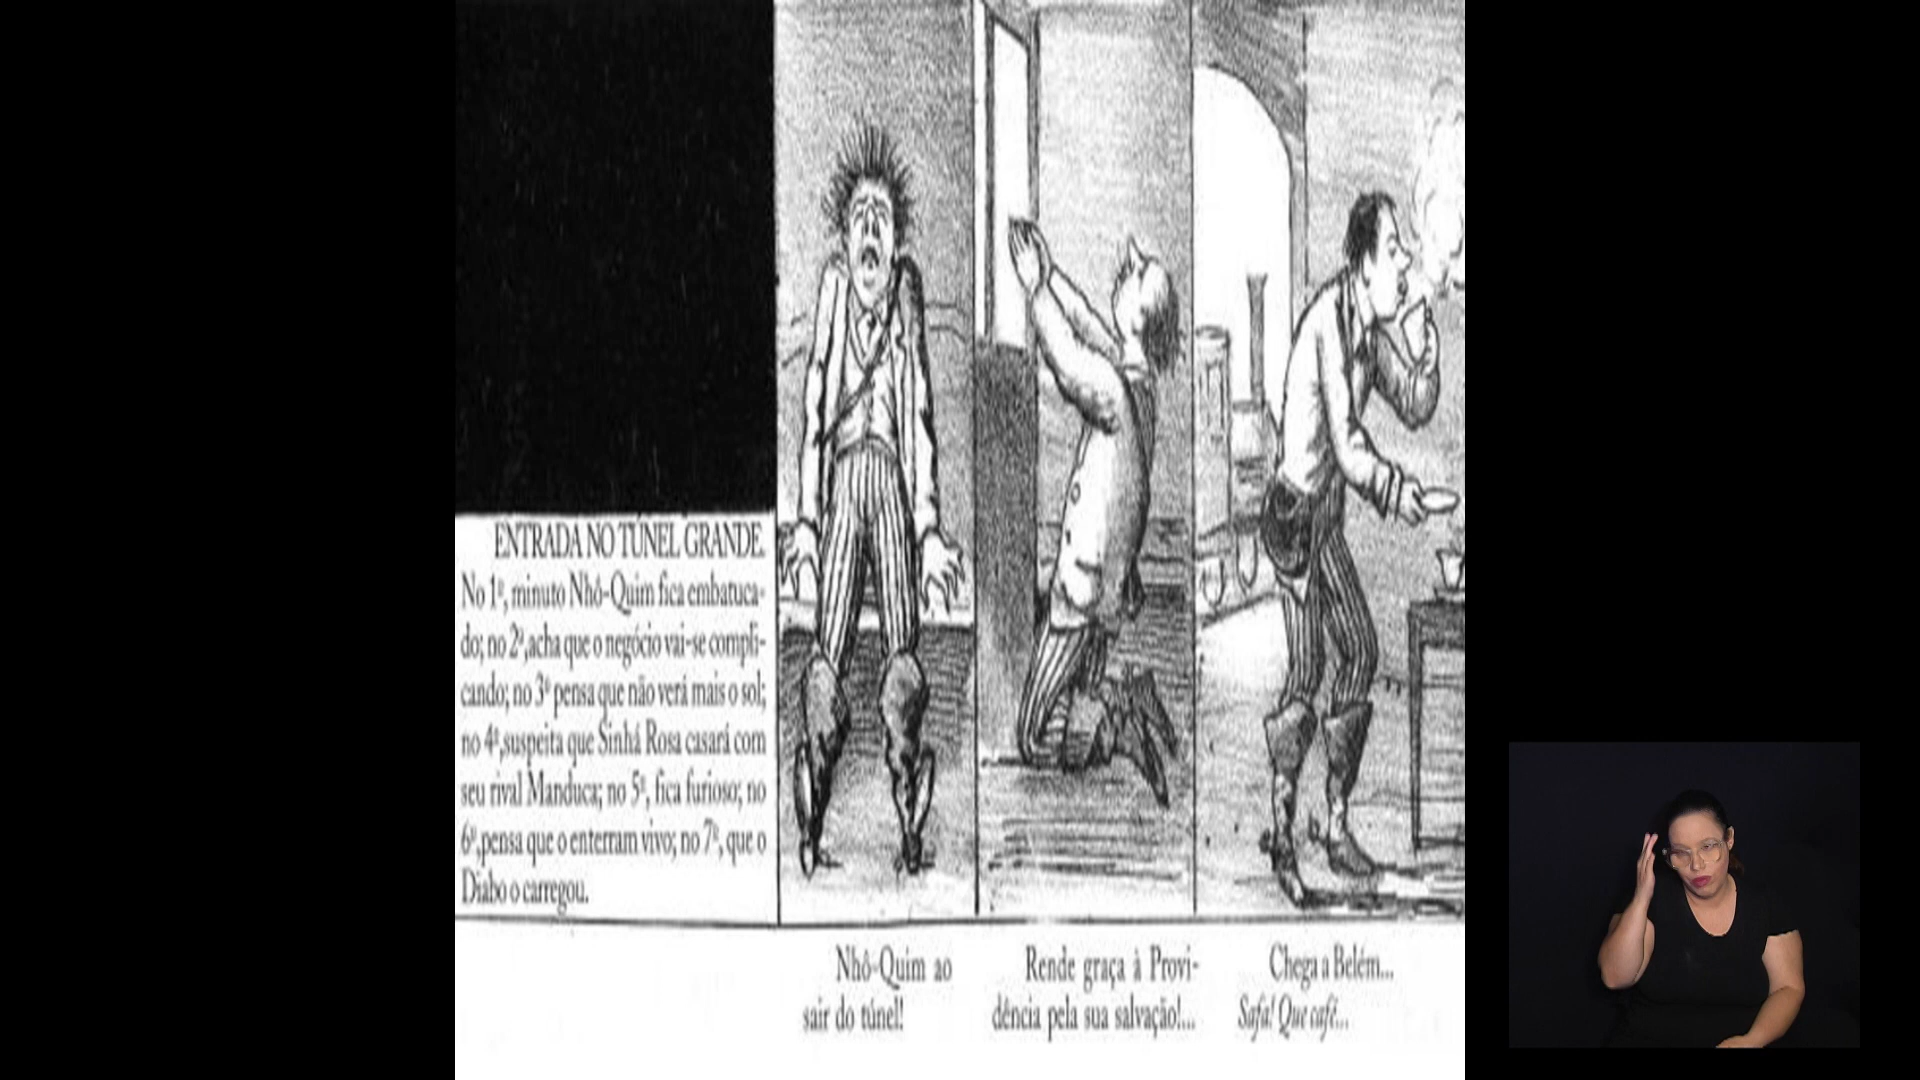 ENTRADA NO TÚNEL GRANDE.
No 1º, minuto Nhô-Quim fica embatuca-
do; no 2º,acha que o negócio vai-se compli-
cando; no 3º pensa que não verá mais o sol;
no 4º,suspeita que Sinhá Rosa casará com
seu rival Manduca; no 5º, fica furioso; no
6º,pensa que o enterram vivo; no 7º, que o
Diabo o carregou.
Nhô-Quim ao
sair do túnel!
Rende graça à Provi-
dência pela sua salvação!...
Chega a Belém...
Safa! Que café...